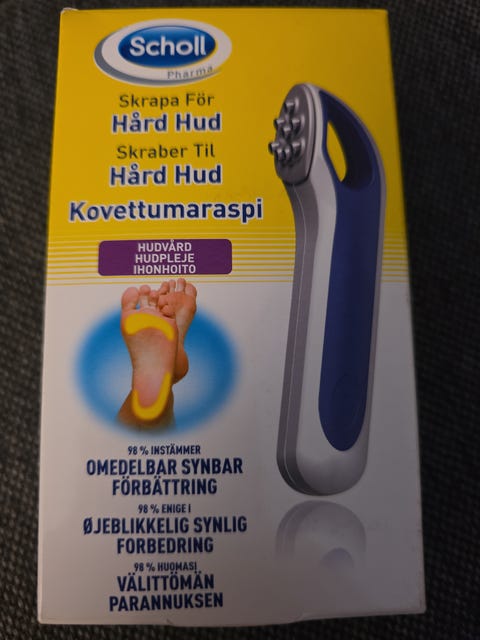 Scholl
Pharma
Skrapa För
Hård Hud
Skraber Til
Hård Hud
Kovettumaraspi
HUDVÅRD
HUDPLEJE
IHONHOITO
98 % INSTÄMMER
OMEDELBAR SYNBAR
FÖRBÄTTRING
98 % ENIGE I
ØJEBLIKKELIG SYNLIG
FORBEDRING
98 % HUOMASI
VÄLITTÖMÄN
PARANNUKSEN